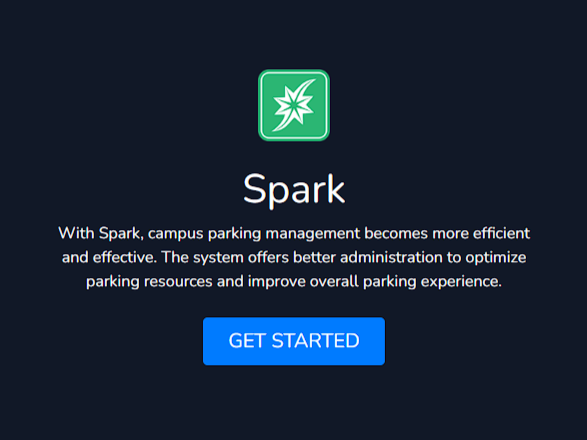 Spark
With Spark, campus parking management becomes more efficient
and effective. The system offers better administration to optimize
parking resources and improve overall parking experience.
GET STARTED